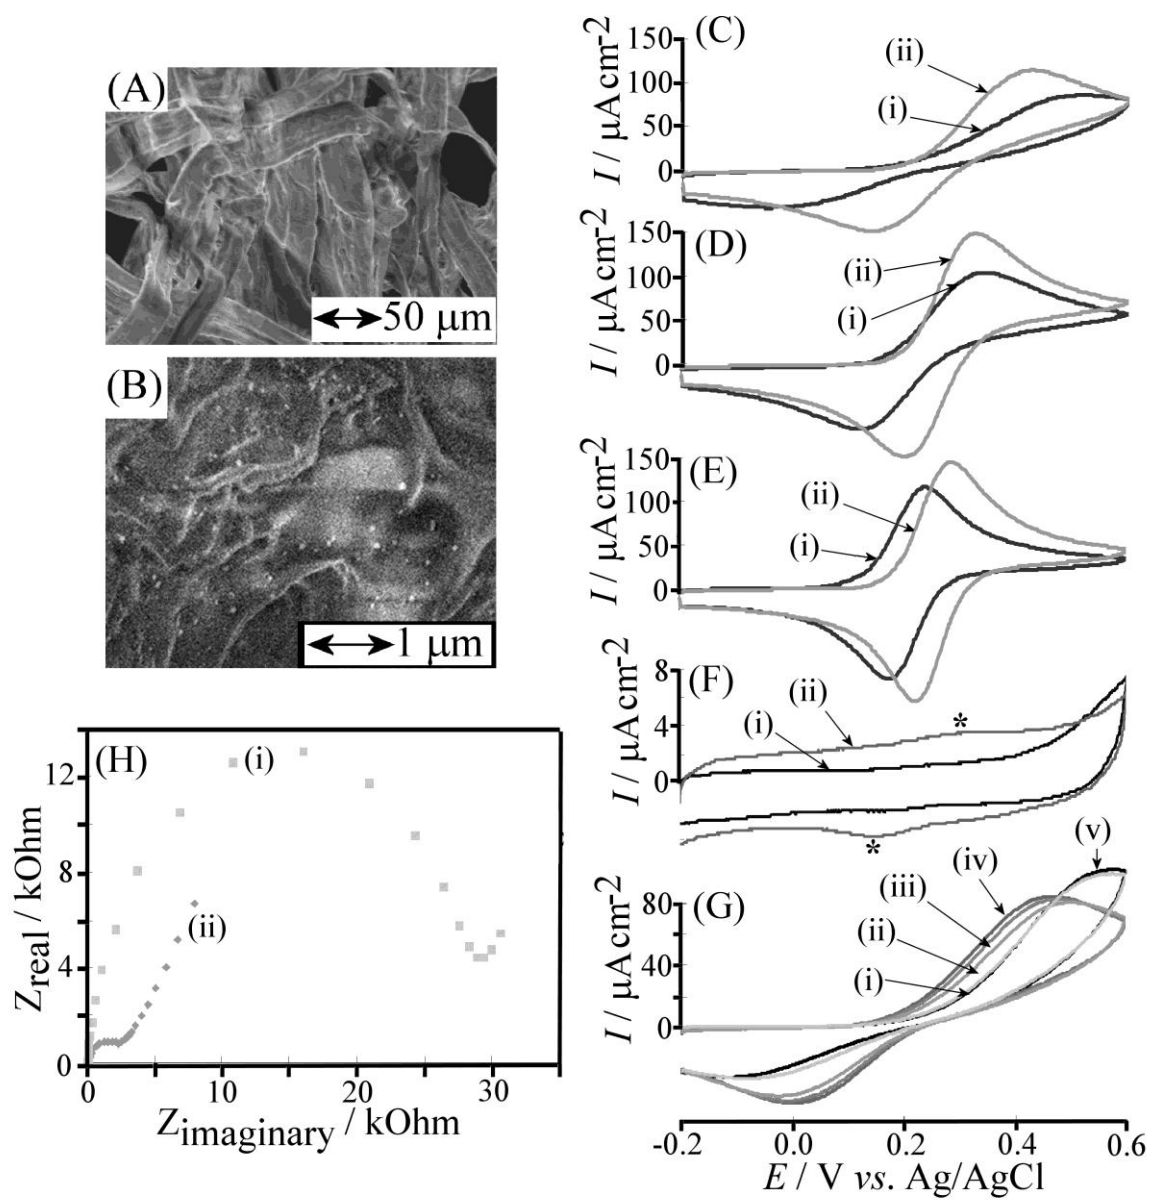 (A)
50 μm
(B)
1 μm
(C)
I / μAcm-2
150
100
50
0
(ii)
(i)
(D)
I / μAcm-2
150
100
50
0
(ii)
(i)
(E)
I / μAcm-2
150
100
50
0
(ii)
(i)
(F)
I / μAcm-2
8
4
0
(ii)
(i)
*
*
(G)
I / μAcm-2
80
40
0
(v)
(iv)
(iii)
(ii)
(i)
-0.2 0.0 0.2 0.4 0.6
E / V vs. Ag/AgCl
(H)
Zreal / kOhm
12
8
4
0
(i)
(ii)
0 10 20 30
Zimaginary / kOhm